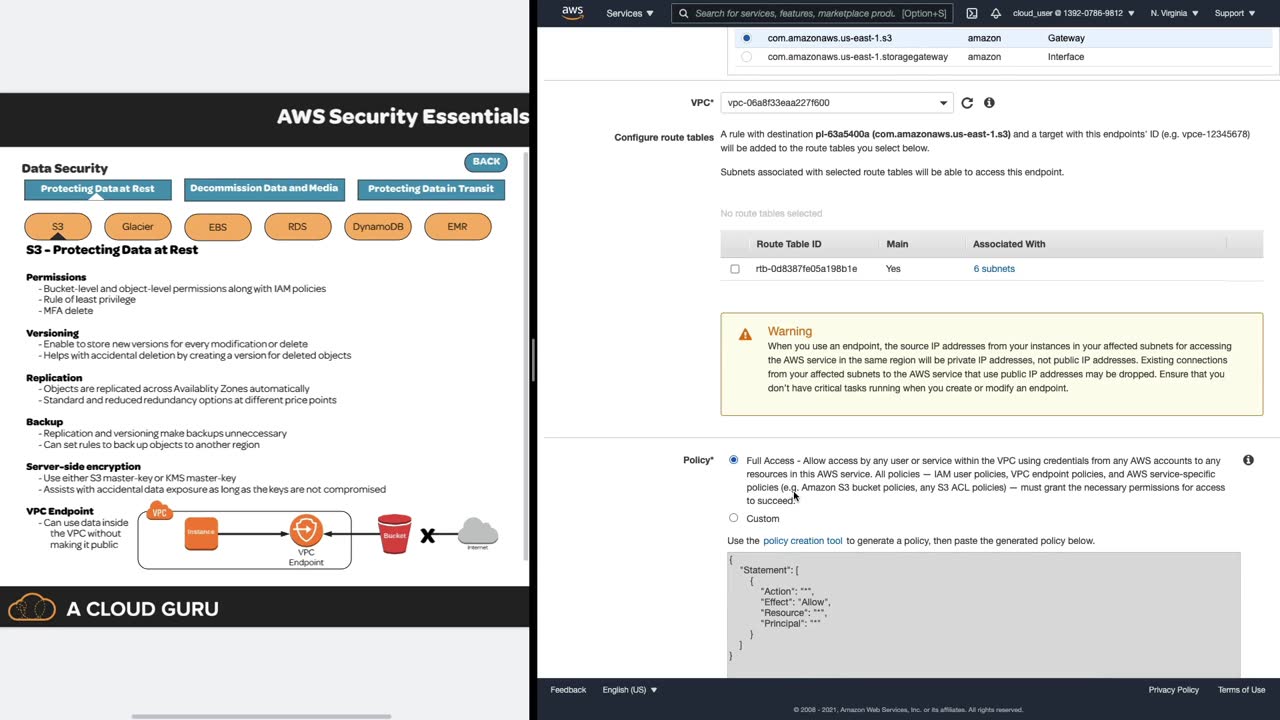 AWS Security Essentials
Data Security
BACK
Protecting Data at Rest
Decommission Data and Media
Protecting Data in Transit
S3
Glacier
EBS
RDS
DynamoDB
EMR
S3 - Protecting Data at Rest
Permissions
- Bucket-level and object-level permissions along with IAM policies
- Rule of least privilege
- MFA delete
Versioning
- Enable to store new versions for every modification or delete
- Helps with accidental deletion by creating a version for deleted objects
Replication
- Objects are replicated across Availablity Zones automatically
- Standard and reduced redundancy options at different price points
Backup
- Replication and versioning make backups unneccessary
- Can set rules to back up objects to another region
Server-side encryption
- Use either S3 master-key or KMS master-key
- Assists with accidental data exposure as long as the keys are not compromised
VPC Endpoint
- Can use data inside
the VPC without
making it public
VPC
Instance
VPC
Endpoint
Bucket
Internet
A CLOUD GURU
aws
Services
Search for services, features, marketplace produ
[Option+S]
cloud_user @ 1392-0786-9812
N. Virginia
Support
com.amazonaws.us-east-1.s3
amazon
Gateway
com.amazonaws.us-east-1.storagegateway
amazon
Interface
VPC*
vpc-06a8f33eaa227f600
Configure route tables
A rule with destination pl-63a5400a (com.amazonaws.us-east-1.s3) and a target with this endpoints' ID (e.g. vpce-12345678)
will be added to the route tables you select below.
Subnets associated with selected route tables will be able to access this endpoint.
No route tables selected
Route Table ID
Main
Associated With
rtb-0d8387fe05a198b1e
Yes
6 subnets
Warning
When you use an endpoint, the source IP addresses from your instances in your affected subnets for accessing
the AWS service in the same region will be private IP addresses, not public IP addresses. Existing connections
from your affected subnets to the AWS service that use public IP addresses may be dropped. Ensure that you
don't have critical tasks running when you create or modify an endpoint.
Policy*
Full Access - Allow access by any user or service within the VPC using credentials from any AWS accounts to any
resources in this AWS service. All policies — IAM user policies, VPC endpoint policies, and AWS service-specific
policies (e.g. Amazon S3 bucket policies, any S3 ACL policies) — must grant the necessary permissions for access
to succeed.
Custom
Use the policy creation tool to generate a policy, then paste the generated policy below.
{
"Statement": [
{
"Action": "*",
"Effect": "Allow",
"Resource": "*",
"Principal": "*"
}
]
}
Feedback
English (US)
Privacy Policy
Terms of Use
© 2008 - 2021, Amazon Web Services, Inc. or its affiliates. All rights reserved.